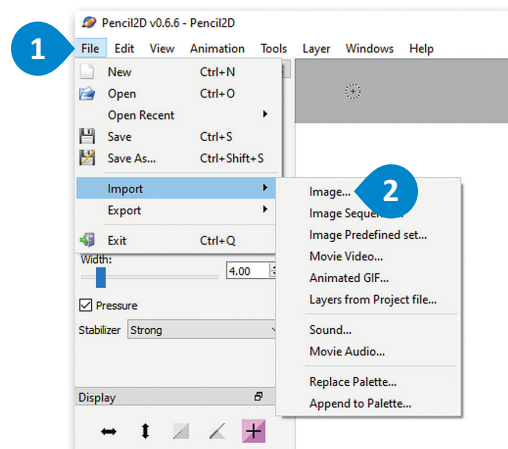 Pencil2D v0.6.6 - Pencil2D
1
File Edit View Animation Tools Layer Windows Help
New Ctrl+N
Open Ctrl+O
Open Recent
Save Ctrl+S
Save As... Ctrl+Shift+S
Import
Export
Exit Ctrl+Q
Image...
2
Image
Image Predefined set...
Movie Video...
Animated GIF...
Layers from Project file...
Sound...
Movie Audio...
Replace Palette...
Append to Palette...
Width:
4.00
Pressure
Stabilizer Strong
Display